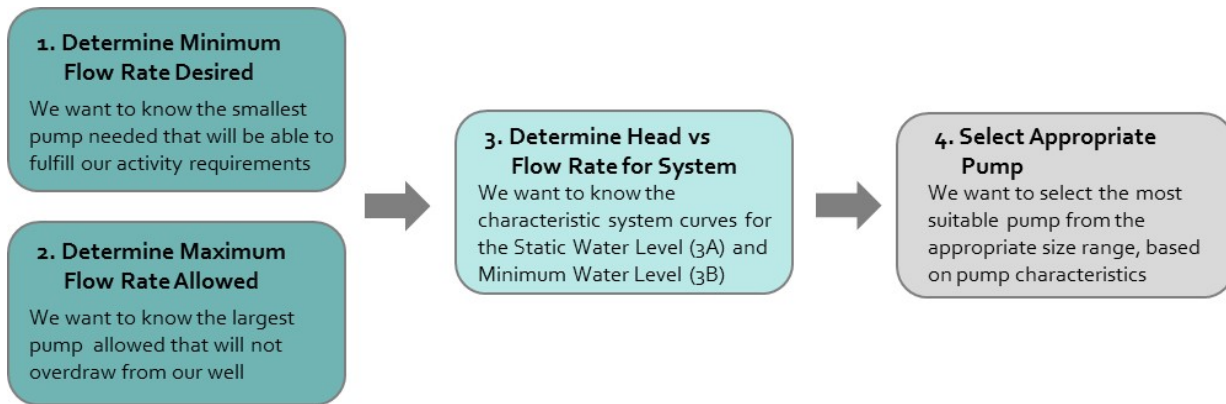 1. Determine Minimum
Flow Rate Desired
We want to know the smallest
pump needed that will be able to
fulfill our activity requirements
2. Determine Maximum
Flow Rate Allowed
We want to know the largest
pump allowed that will not
overdraw from our well
3. Determine Head vs
Flow Rate for System
We want to know the
characteristic system curves for
the Static Water Level (3A) and
Minimum Water Level (3B)
4. Select Appropriate
Pump
We want to select the most
suitable pump from the
appropriate size range, based
on pump characteristics